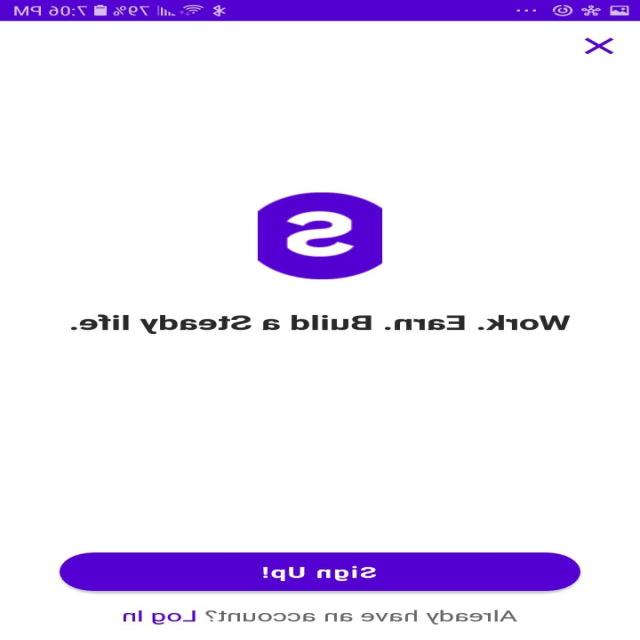 79% 7:06 PM
S
Work. Earn. Build a Steady life.
Sign Up!
Already have an account? Log In